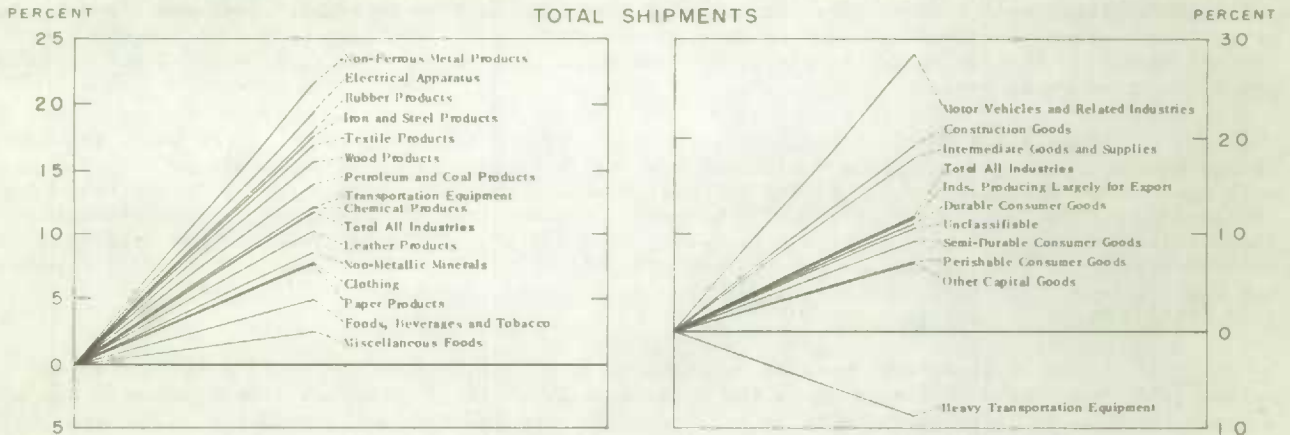 TOTAL SHIPMENTS
PERCENT
25
20
15
10
5
0
5
Non-Ferrous Metal Products
Electrical Apparatus
Rubber Products
Iron and Steel Products
Textile Products
Wood Products
Petroleum and Coal Products
Transportation Equipment
Chemical Products
Total All Industries
Leather Products
Non-Metallic Minerals
Clothing
Paper Products
Foods, Beverages and Tobacco
Miscellaneous Foods
PERCENT
30
20
10
0
10
Motor Vehicles and Related Industries
Construction Goods
Intermediate Goods and Supplies
Total All Industries
Inds. Producing Largely for Export
Durable Consumer Goods
Unclassifiable
Semi-Durable Consumer Goods
Perishable Consumer Goods
Other Capital Goods
Heavy Transportation Equipment